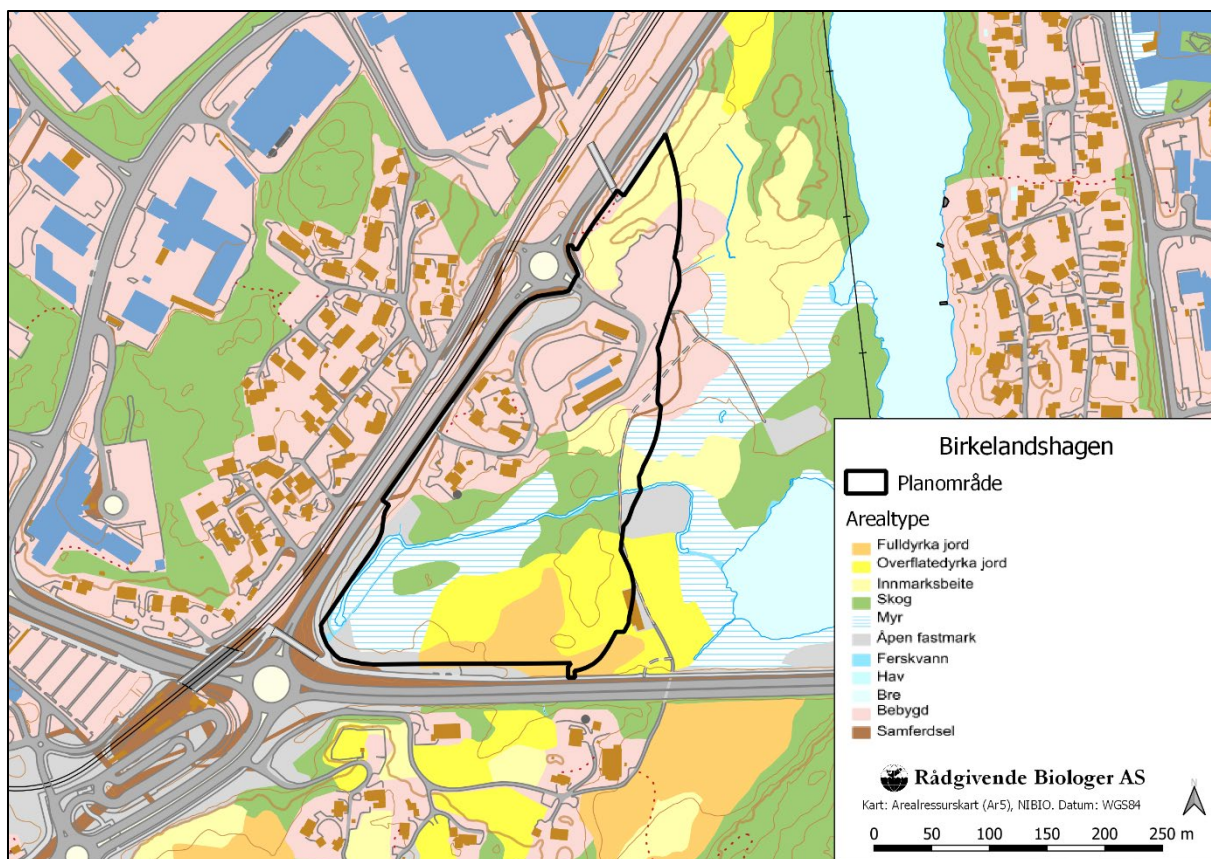 Birkelandshagen
Planområde
Arealtype
Fulldyrka jord
Overflatedyrka jord
Innmarksbeite
Skog
Myr
Åpen fastmark
Ferskvann
Hav
Bre
Bebygd
Samferdsel
Rådgivende Biologer AS
Kart: Arealressurskart (Ar5), NIBIO. Datum: WGS84
N
0 50 100 150 200 250 m